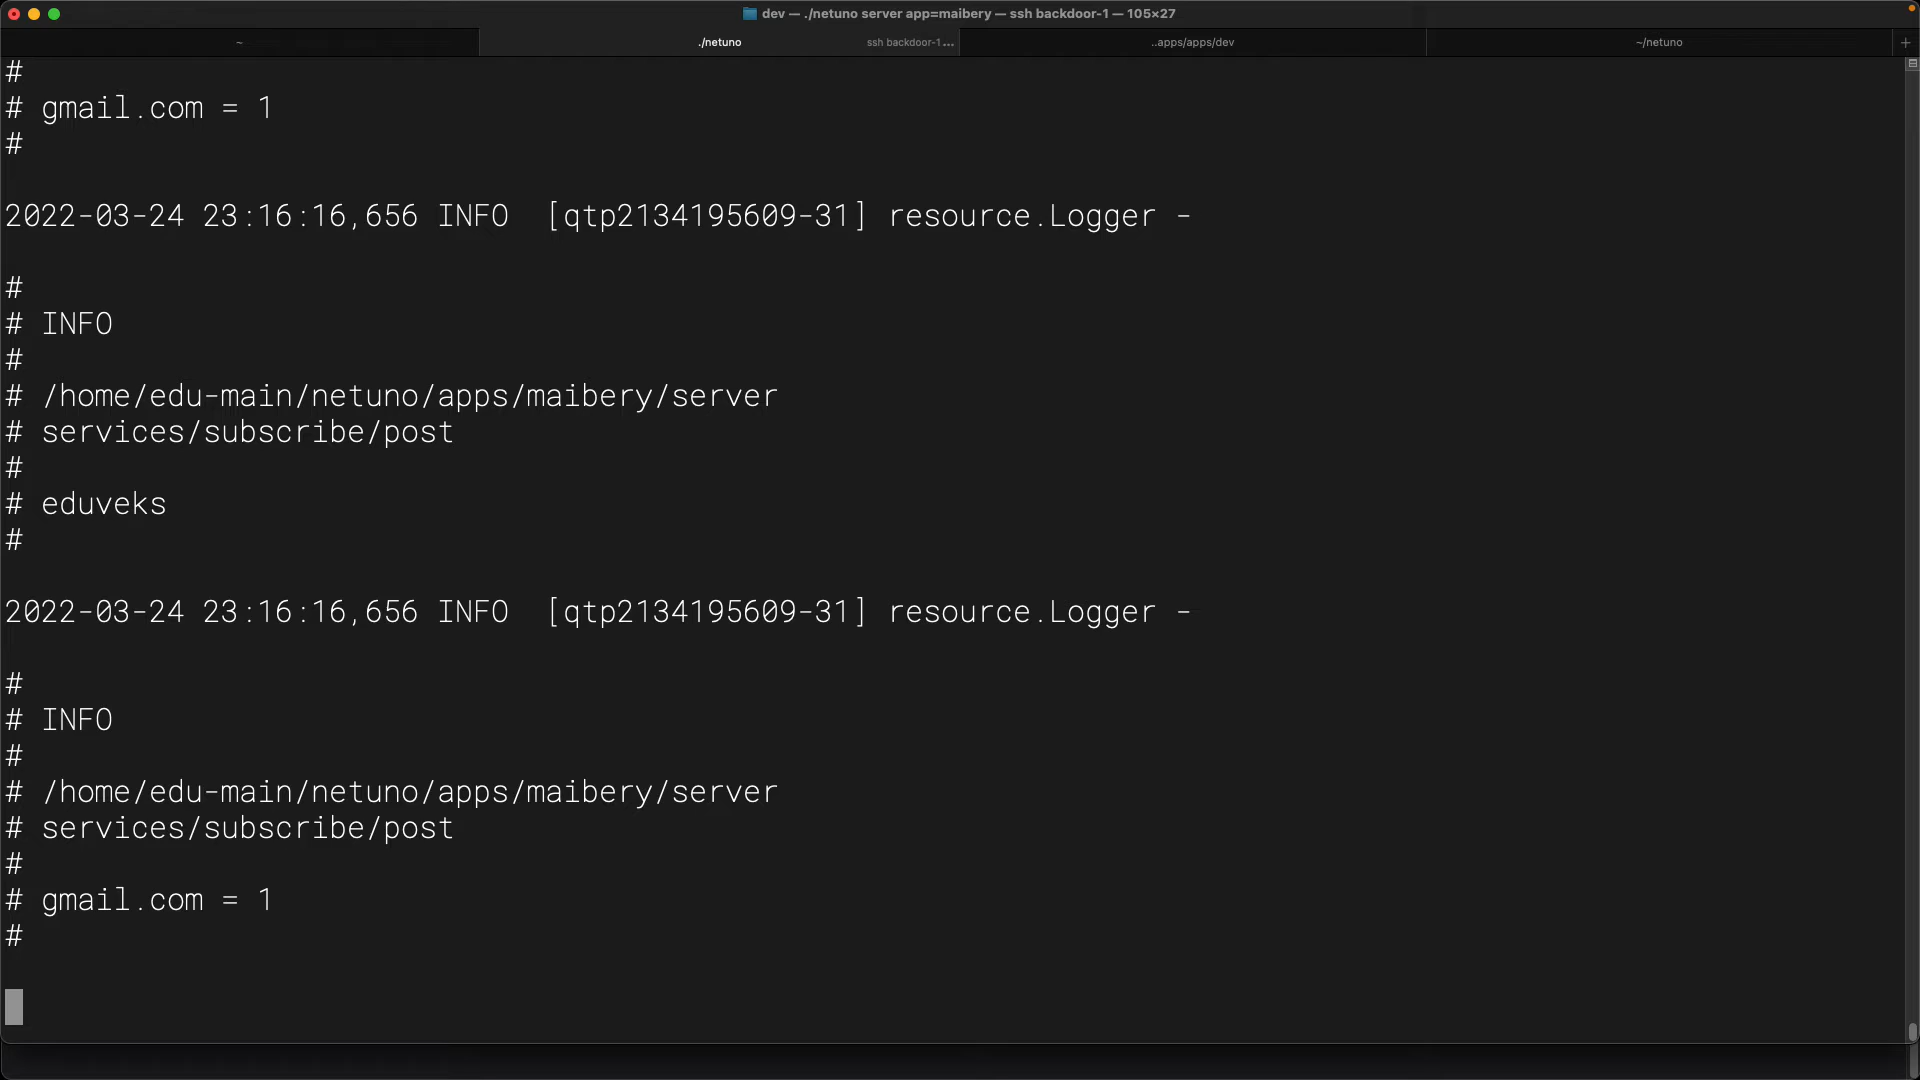 dev — ./netuno server app=maibery — ssh backdoor-1 — 105×27
~ ./netuno ssh backdoor-1 ... ..apps/apps/dev ~/netuno +
#
# gmail.com = 1
#
2022-03-24 23:16:16,656 INFO  [qtp2134195609-31] resource.Logger -
#
# INFO
#
# /home/edu-main/netuno/apps/maibery/server
# services/subscribe/post
#
# eduveks
#
2022-03-24 23:16:16,656 INFO  [qtp2134195609-31] resource.Logger -
#
# INFO
#
# /home/edu-main/netuno/apps/maibery/server
# services/subscribe/post
#
# gmail.com = 1
#